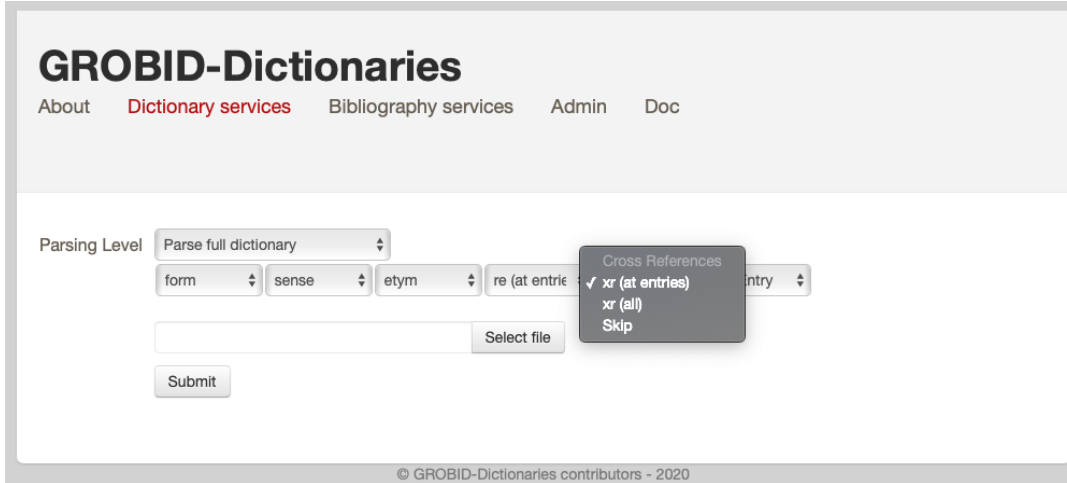 GROBID-Dictionaries
About Dictionary services Bibliography services Admin Doc
Parsing Level Parse full dictionary
form sense etym re (at entrie
Cross References
✓ xr (at entries)
xr (all)
Skip
ntry
Select file
Submit
© GROBID-Dictionaries contributors - 2020